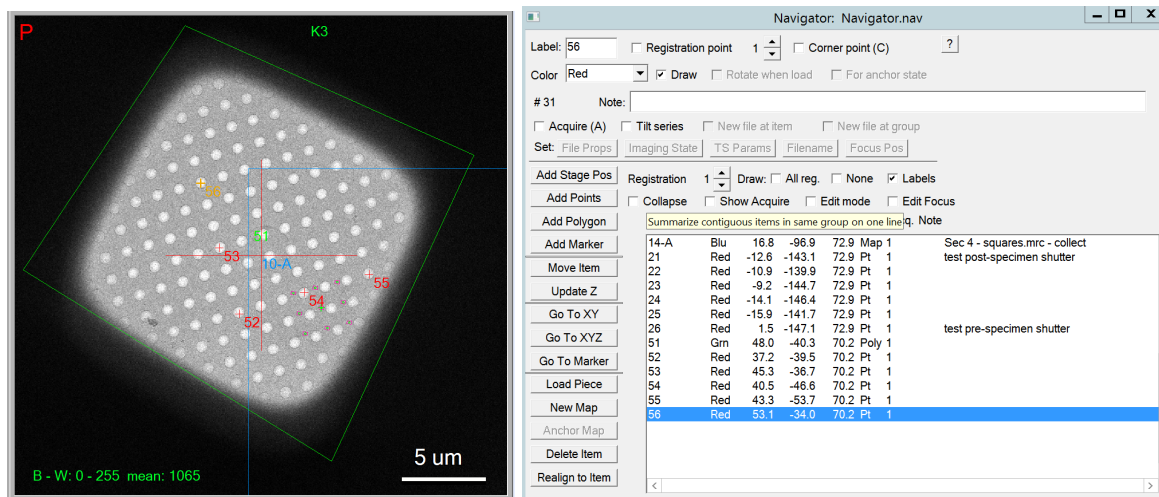 P
K3
56
51
53
10-A
55
54
52
5 um
B - W: 0 - 255 mean: 1065
Navigator: Navigator.nav
Label: 56 Registration point 1 Corner point (C) ?
Color Red Draw Rotate when load For anchor state
# 31 Note:
Acquire (A) Tilt series New file at item New file at group
Set: File Props Imaging State TS Params Filename Focus Pos
Add Stage Pos Registration 1 Draw: All reg. None Labels
Add Points Collapse Show Acquire Edit mode Edit Focus
Add Polygon Summarize contiguous items in same group on one line q. Note
Add Marker
Move Item
Update Z
Go To XY
Go To XYZ
Go To Marker
Load Piece
New Map
Anchor Map
Delete Item
Realign to Item
14-A Blu 16.8 -96.9 72.9 Map 1 Sec 4 - squares.mrc - collect
21 Red -12.6 -143.1 72.9 Pt 1 test post-specimen shutter
22 Red -10.9 -139.9 72.9 Pt 1
23 Red -9.2 -144.7 72.9 Pt 1
24 Red -14.1 -146.4 72.9 Pt 1
25 Red -15.9 -141.7 72.9 Pt 1
26 Red 1.5 -147.1 72.9 Pt 1 test pre-specimen shutter
51 Grn 48.0 -40.3 70.2 Poly 1
52 Red 37.2 -39.5 70.2 Pt 1
53 Red 45.3 -36.7 70.2 Pt 1
54 Red 40.5 -46.6 70.2 Pt 1
55 Red 43.3 -53.7 70.2 Pt 1
56 Red 53.1 -34.0 70.2 Pt 1